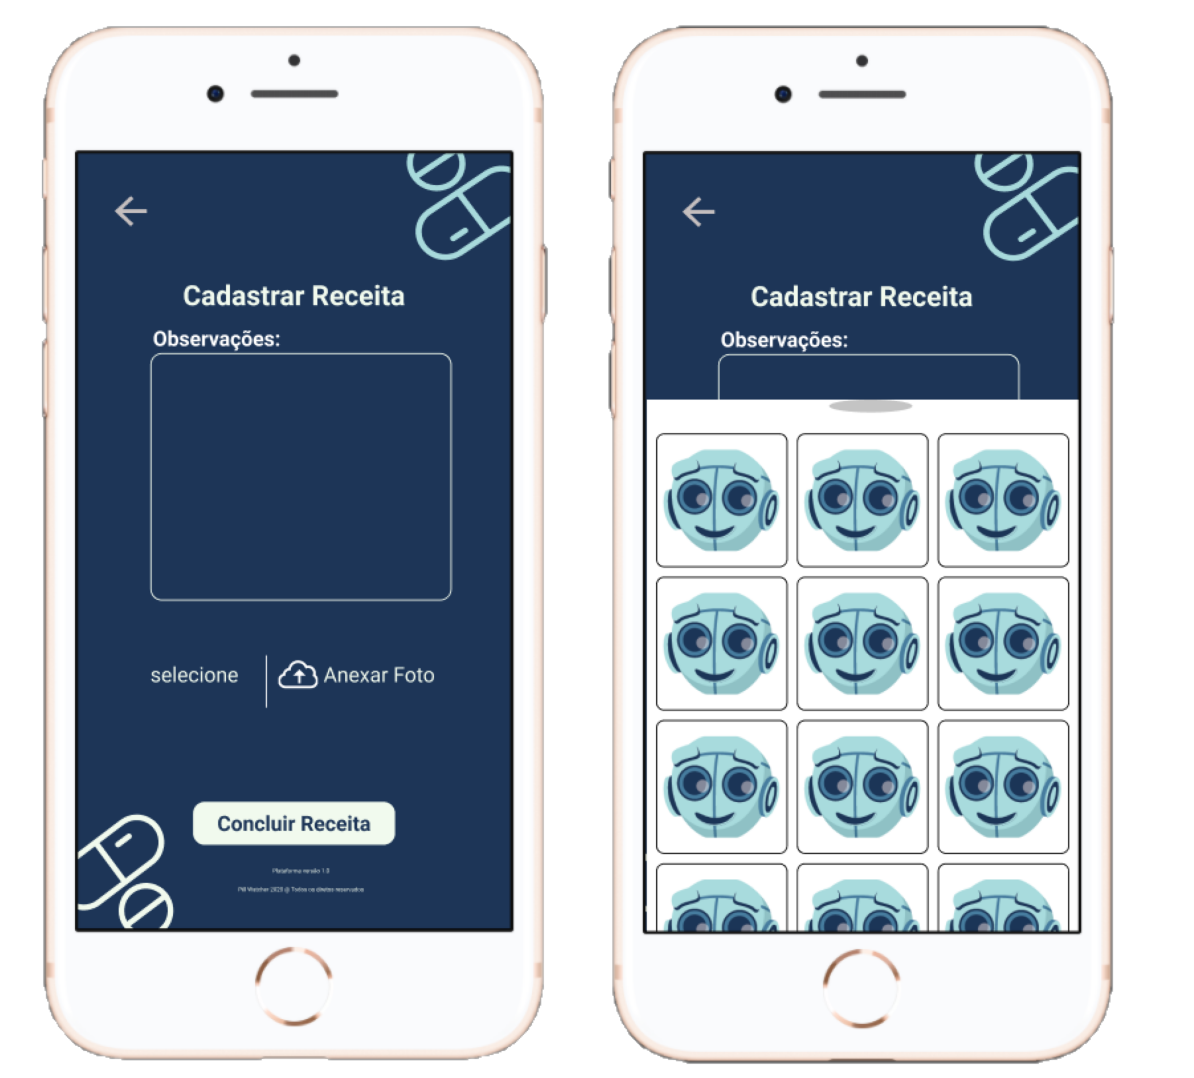 Cadastrar Receita
Observações:
selecione
Anexar Foto
Concluir Receita
Plataforma versão 1.0
Pill Watcher 2023 @ Todos os direitos reservados
Cadastrar Receita
Observações: